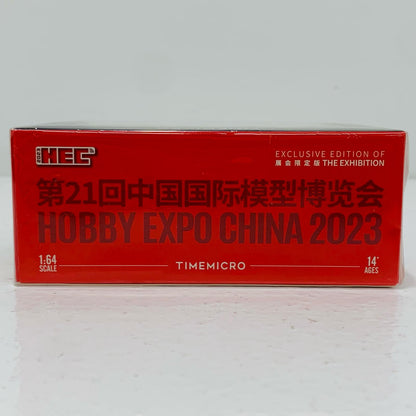 HEC
EXCLUSIVE EDITION OF
展会限定版 THE EXHIBITION
第21回中国国际模型博览会
HOBBY EXPO CHINA 2023
1:64
SCALE
TIMEMICRO
14+
AGES